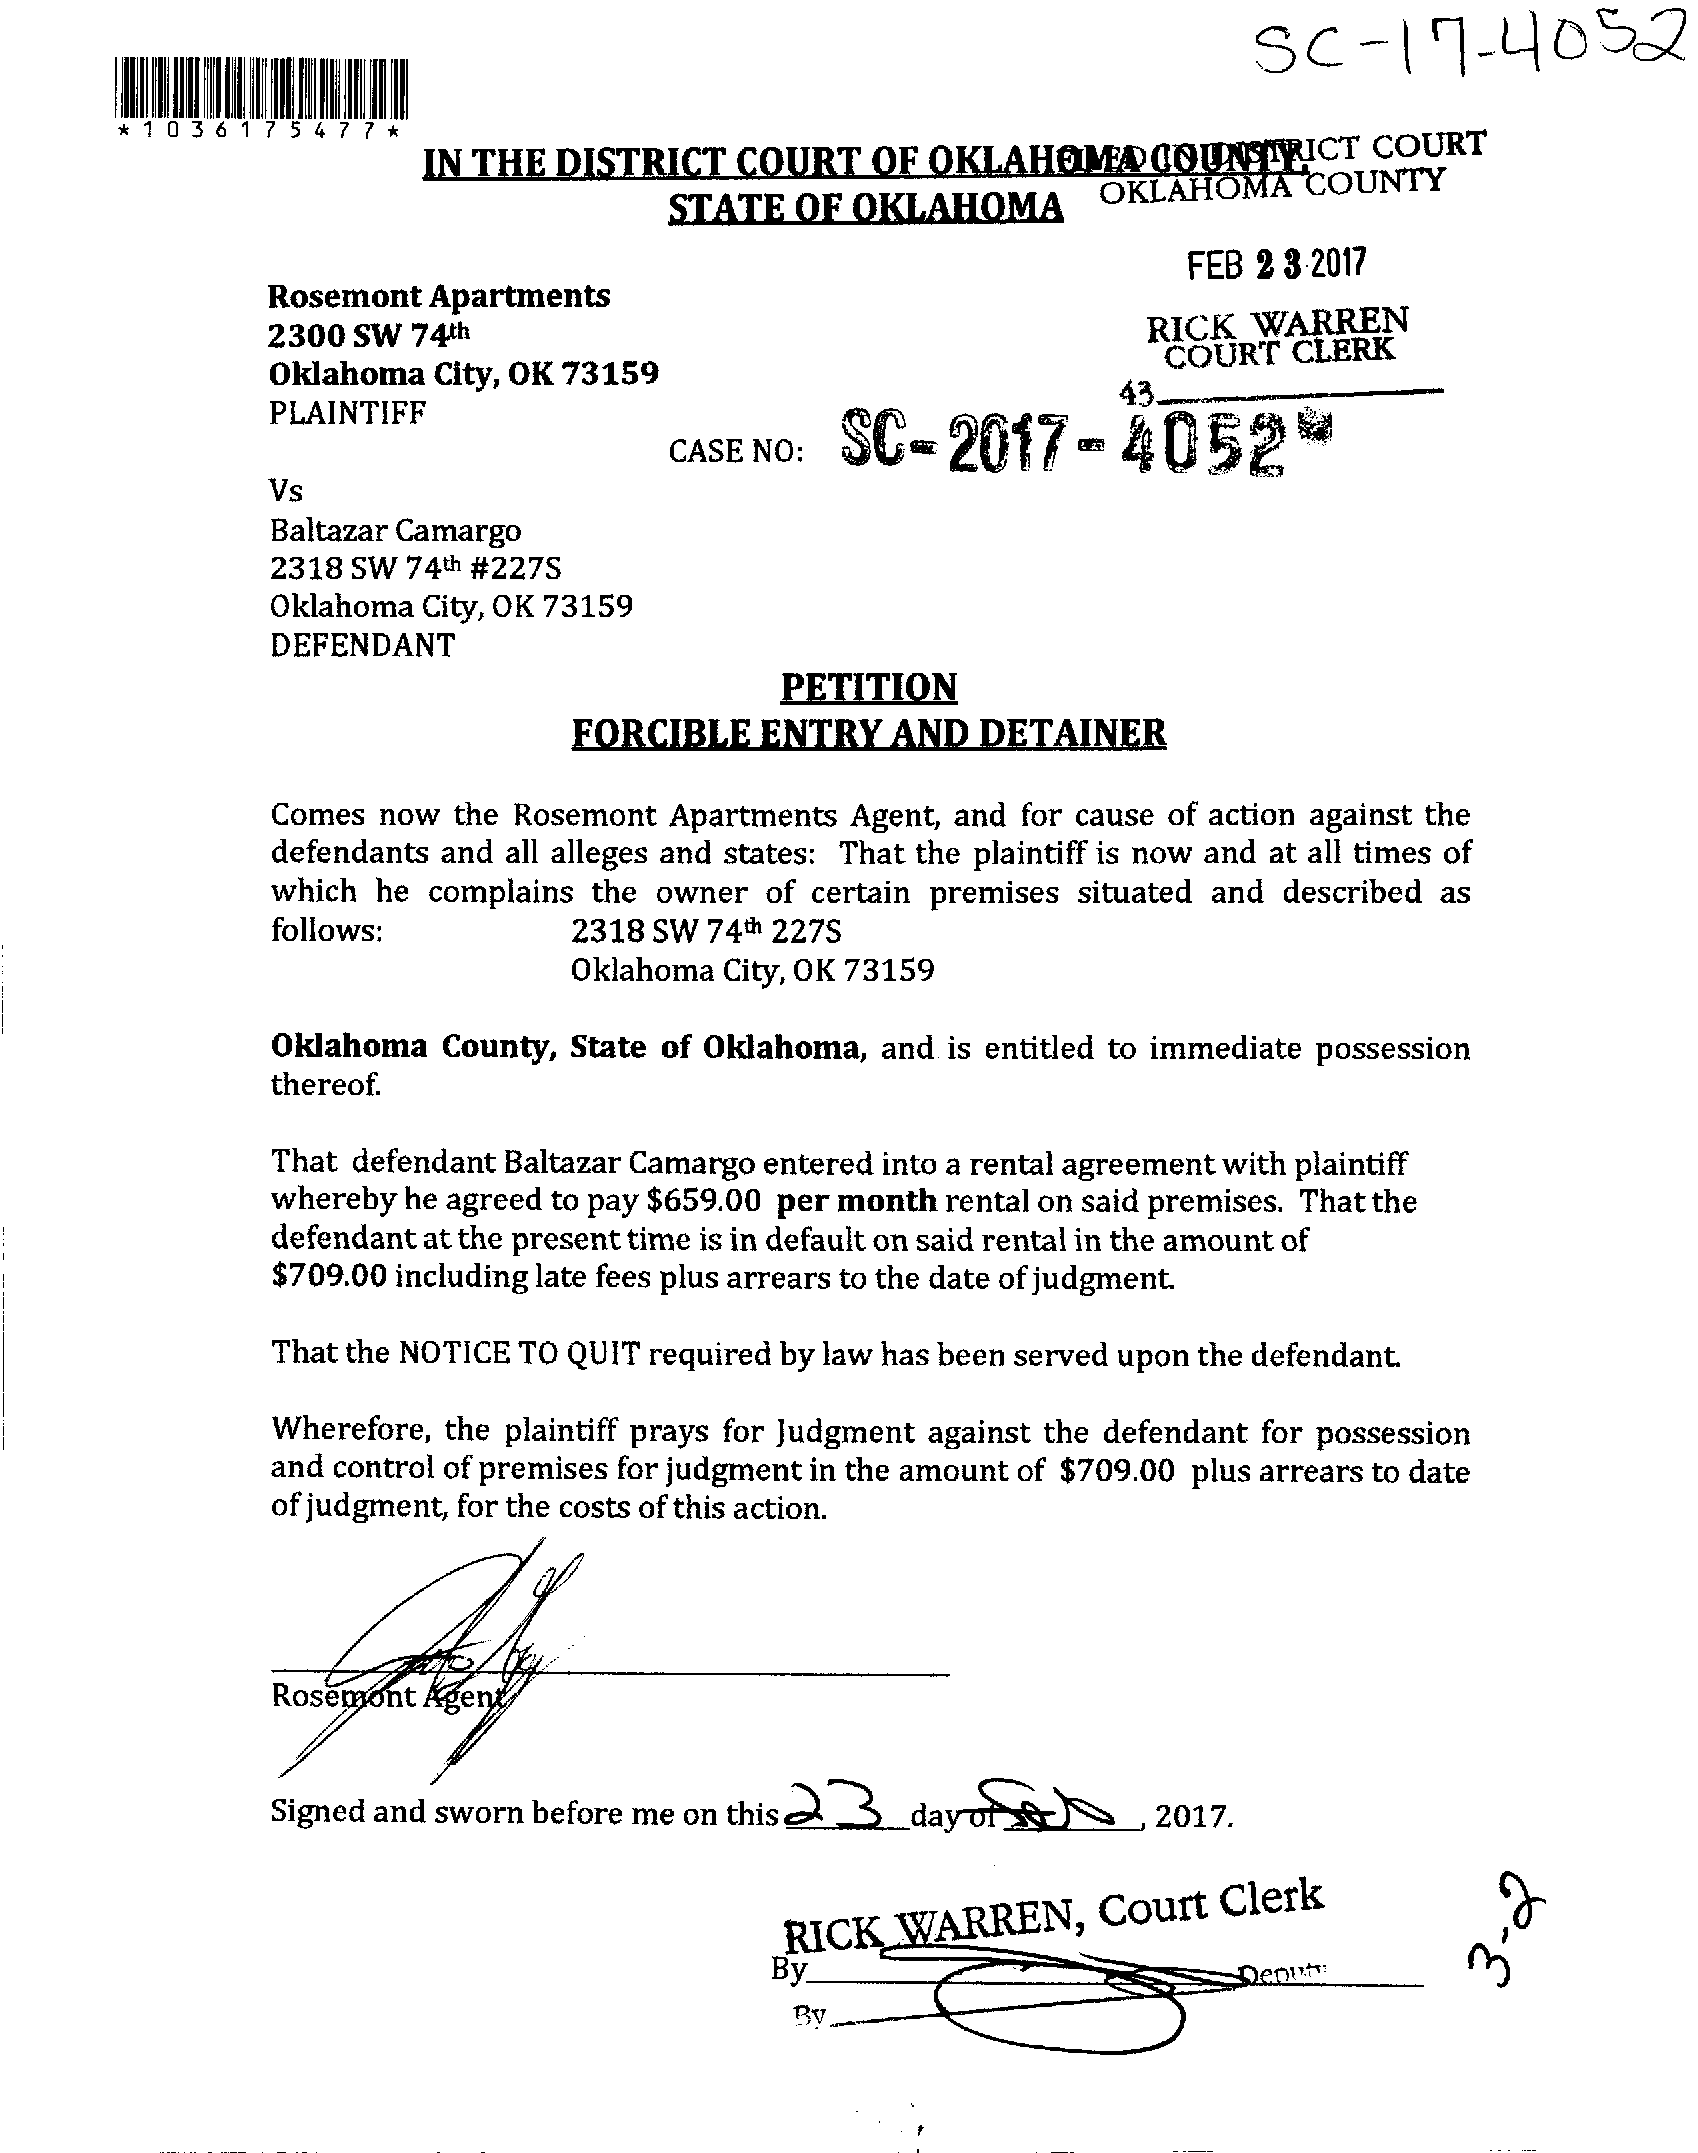 SC-17-4052
*1036175477*
IN THE DISTRICT COURT OF OKLAHOMA COUNTY,
STATE OF OKLAHOMA
FILED IN DISTRICT COURT
OKLAHOMA COUNTY
FEB 23 2017
RICK WARREN
COURT CLERK
43
Rosemont Apartments
2300 SW 74th
Oklahoma City, OK 73159
PLAINTIFF
CASE NO: SC-2017-4052
Vs
Baltazar Camargo
2318 SW 74th #227S
Oklahoma City, OK 73159
DEFENDANT
PETITION
FORCIBLE ENTRY AND DETAINER
Comes now the Rosemont Apartments Agent, and for cause of action against the
defendants and all alleges and states: That the plaintiff is now and at all times of
which he complains the owner of certain premises situated and described as
follows: 2318 SW 74th 227S
Oklahoma City, OK 73159
Oklahoma County, State of Oklahoma, and is entitled to immediate possession
thereof.
That defendant Baltazar Camargo entered into a rental agreement with plaintiff
whereby he agreed to pay $659.00 per month rental on said premises. That the
defendant at the present time is in default on said rental in the amount of
$709.00 including late fees plus arrears to the date of judgment.
That the NOTICE TO QUIT required by law has been served upon the defendant.
Wherefore, the plaintiff prays for Judgment against the defendant for possession
and control of premises for judgment in the amount of $709.00 plus arrears to date
of judgment, for the costs of this action.
Rosemont Agent
Signed and sworn before me on this 23 day of Feb, 2017.
RICK WARREN, Court Clerk
By Deputy
By
3-2